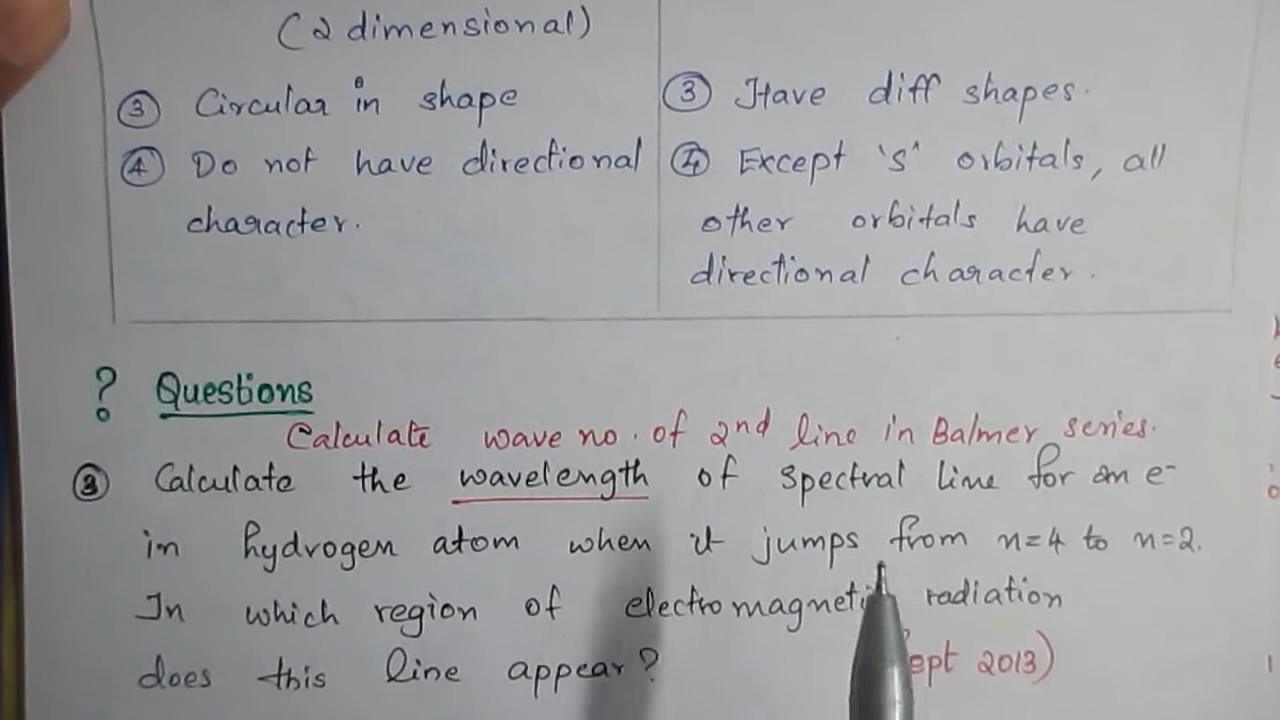 (2 dimensional)
③ Circular in shape
④ Do not have directional
character.
③ Have diff shapes.
④ Except 's' orbitals, all
other orbitals have
directional character.
? Questions
Calculate wave no. of 2nd line in Balmer series.
③ Calculate the wavelength of spectral line for an e-
in hydrogen atom when it jumps from n=4 to n=2.
In which region of electromagneti radiation
does this line appear? ept 2013)